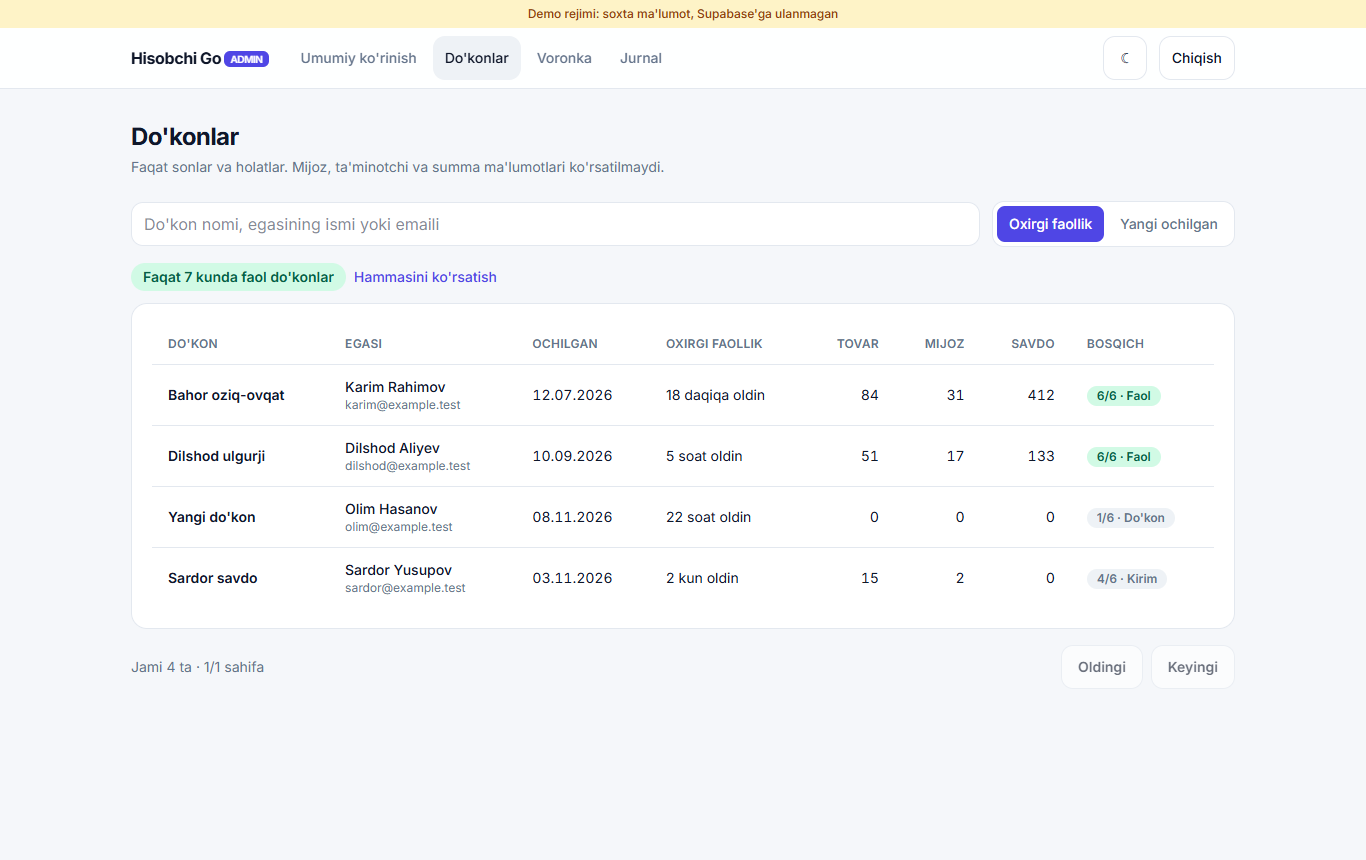 Demo rejimi: soxta ma'lumot, Supabase'ga ulanmagan
Hisobchi Go ADMIN Umumiy ko'rinish Do'konlar Voronka Jurnal Chiqish
Do'konlar
Faqat sonlar va holatlar. Mijoz, ta'minotchi va summa ma'lumotlari ko'rsatilmaydi.
Do'kon nomi, egasining ismi yoki emaili Oxirgi faollik Yangi ochilgan
Faqat 7 kunda faol do'konlar Hammasini ko'rsatish
DO'KON EGASI OCHILGAN OXIRGI FAOLLIK TOVAR MIJOZ SAVDO BOSQICH
Bahor oziq-ovqat Karim Rahimov 12.07.2026 18 daqiqa oldin 84 31 412 6/6 · Faol
karim@example.test
Dilshod ulgurji Dilshod Aliyev 10.09.2026 5 soat oldin 51 17 133 6/6 · Faol
dilshod@example.test
Yangi do'kon Olim Hasanov 08.11.2026 22 soat oldin 0 0 0 1/6 · Do'kon
olim@example.test
Sardor savdo Sardor Yusupov 03.11.2026 2 kun oldin 15 2 0 4/6 · Kirim
sardor@example.test
Jami 4 ta · 1/1 sahifa Oldingi Keyingi